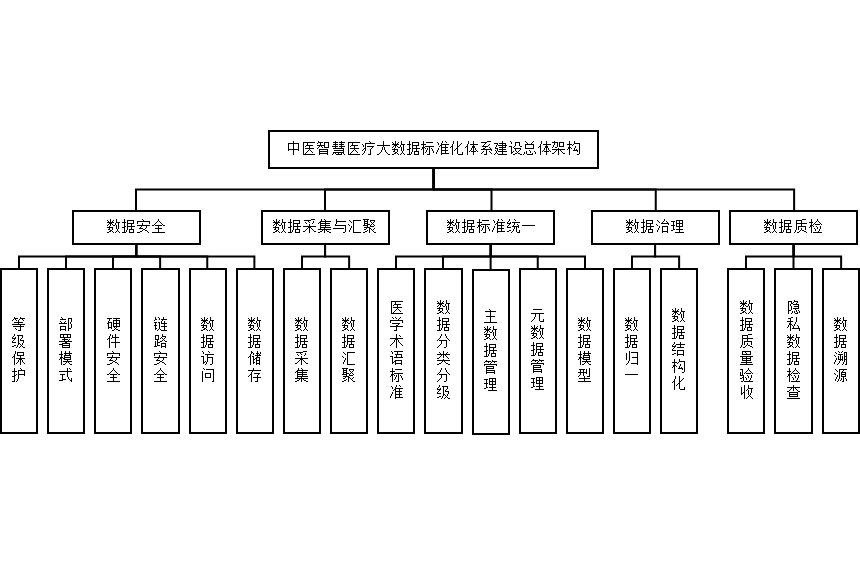 中医智慧医疗大数据标准化体系建设总体架构
数据安全
数据采集与汇聚
数据标准统一
数据治理
数据质检
等级保护
部署模式
硬件安全
链路安全
数据访问
数据储存
数据采集
数据汇聚
医学术语标准
数据分类分级
主数据管理
元数据管理
数据模型
数据归一
数据结构化
数据质量验收
隐私数据检查
数据溯源